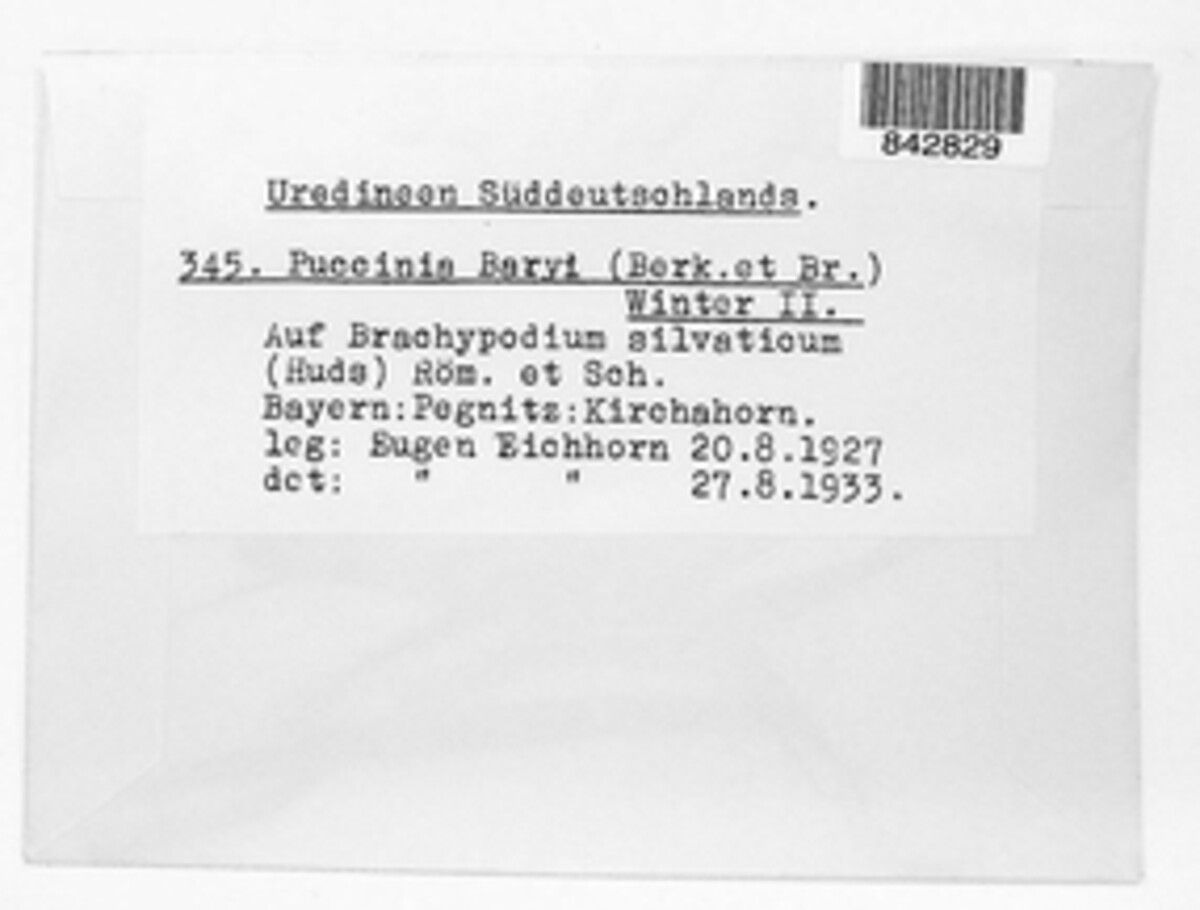 842829
Uredineen Süddeutschlands.
345. Puccinia Baryi (Berk.et Br.)
Winter II.
Auf Brachypodium silvaticum
(Huds) Röm. et Sch.
Bayern:Pegnitz:Kirchahorn.
leg: Eugen Eichhorn 20.8.1927
det: " " 27.8.1933.